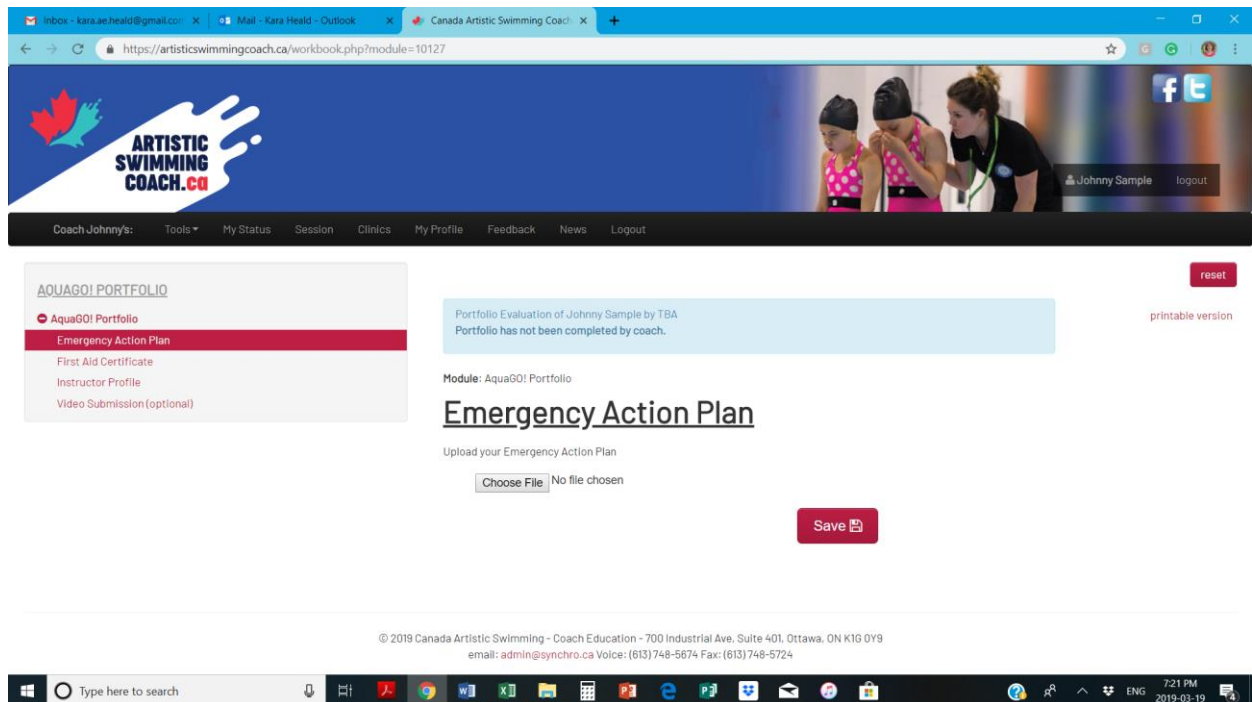 Inbox - kara.ae.heald@gmail.com
Mail - Kara Heald - Outlook
Canada Artistic Swimming Coach
https://artisticswimmingcoach.ca/workbook.php?module=10127
ARTISTIC
SWIMMING
COACH.ca
Johnny Sample logout
Coach Johnny's: Tools My Status Session Clinics My Profile Feedback News Logout
reset
printable version
AQUAGO! PORTFOLIO
AquaGO! Portfolio
Emergency Action Plan
First Aid Certificate
Instructor Profile
Video Submission (optional)
Portfolio Evaluation of Johnny Sample by TBA
Portfolio has not been completed by coach.
Module: AquaGO! Portfolio
Emergency Action Plan
Upload your Emergency Action Plan
Choose File No file chosen
Save
© 2019 Canada Artistic Swimming - Coach Education - 700 Industrial Ave. Suite 401, Ottawa, ON K1G 0Y9
email: admin@synchro.ca Voice: (613) 748-5674 Fax: (613) 748-5724
Type here to search
ENG
7:21 PM
2019-03-19
4